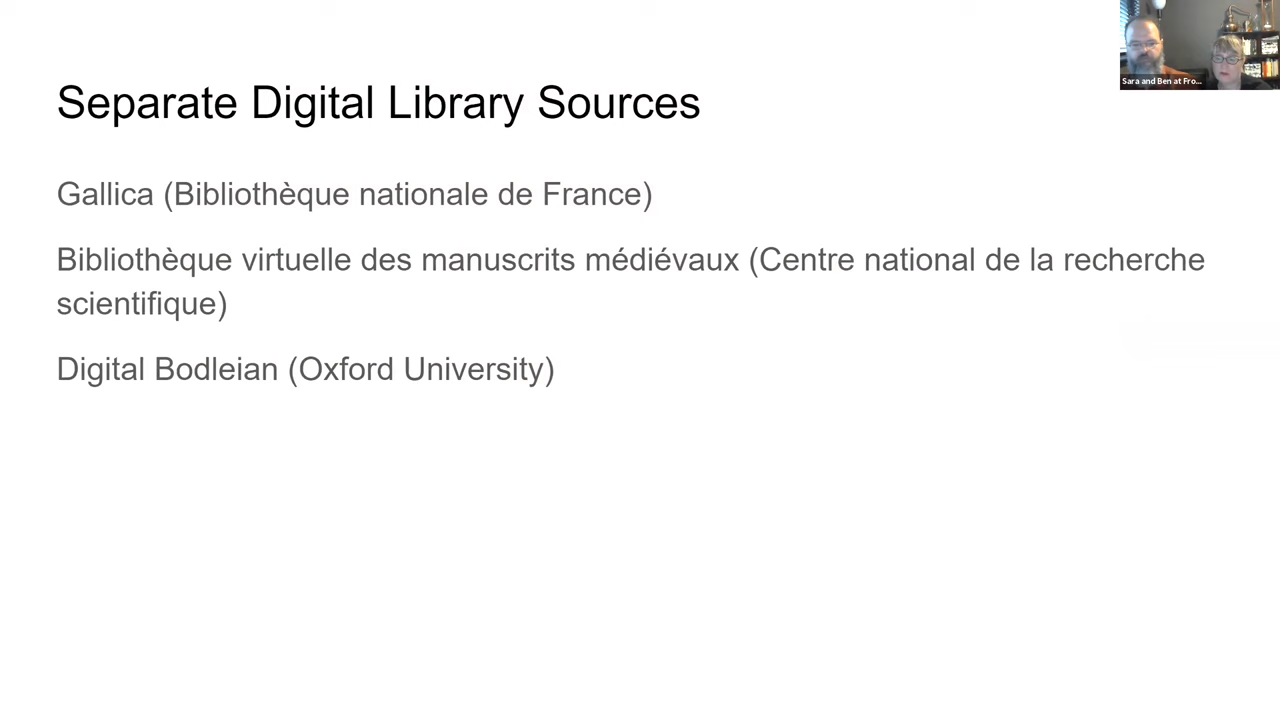 Separate Digital Library Sources
Gallica (Bibliothèque nationale de France)
Bibliothèque virtuelle des manuscrits médiévaux (Centre national de la recherche
scientifique)
Digital Bodleian (Oxford University)
Sara and Ben at Fro...